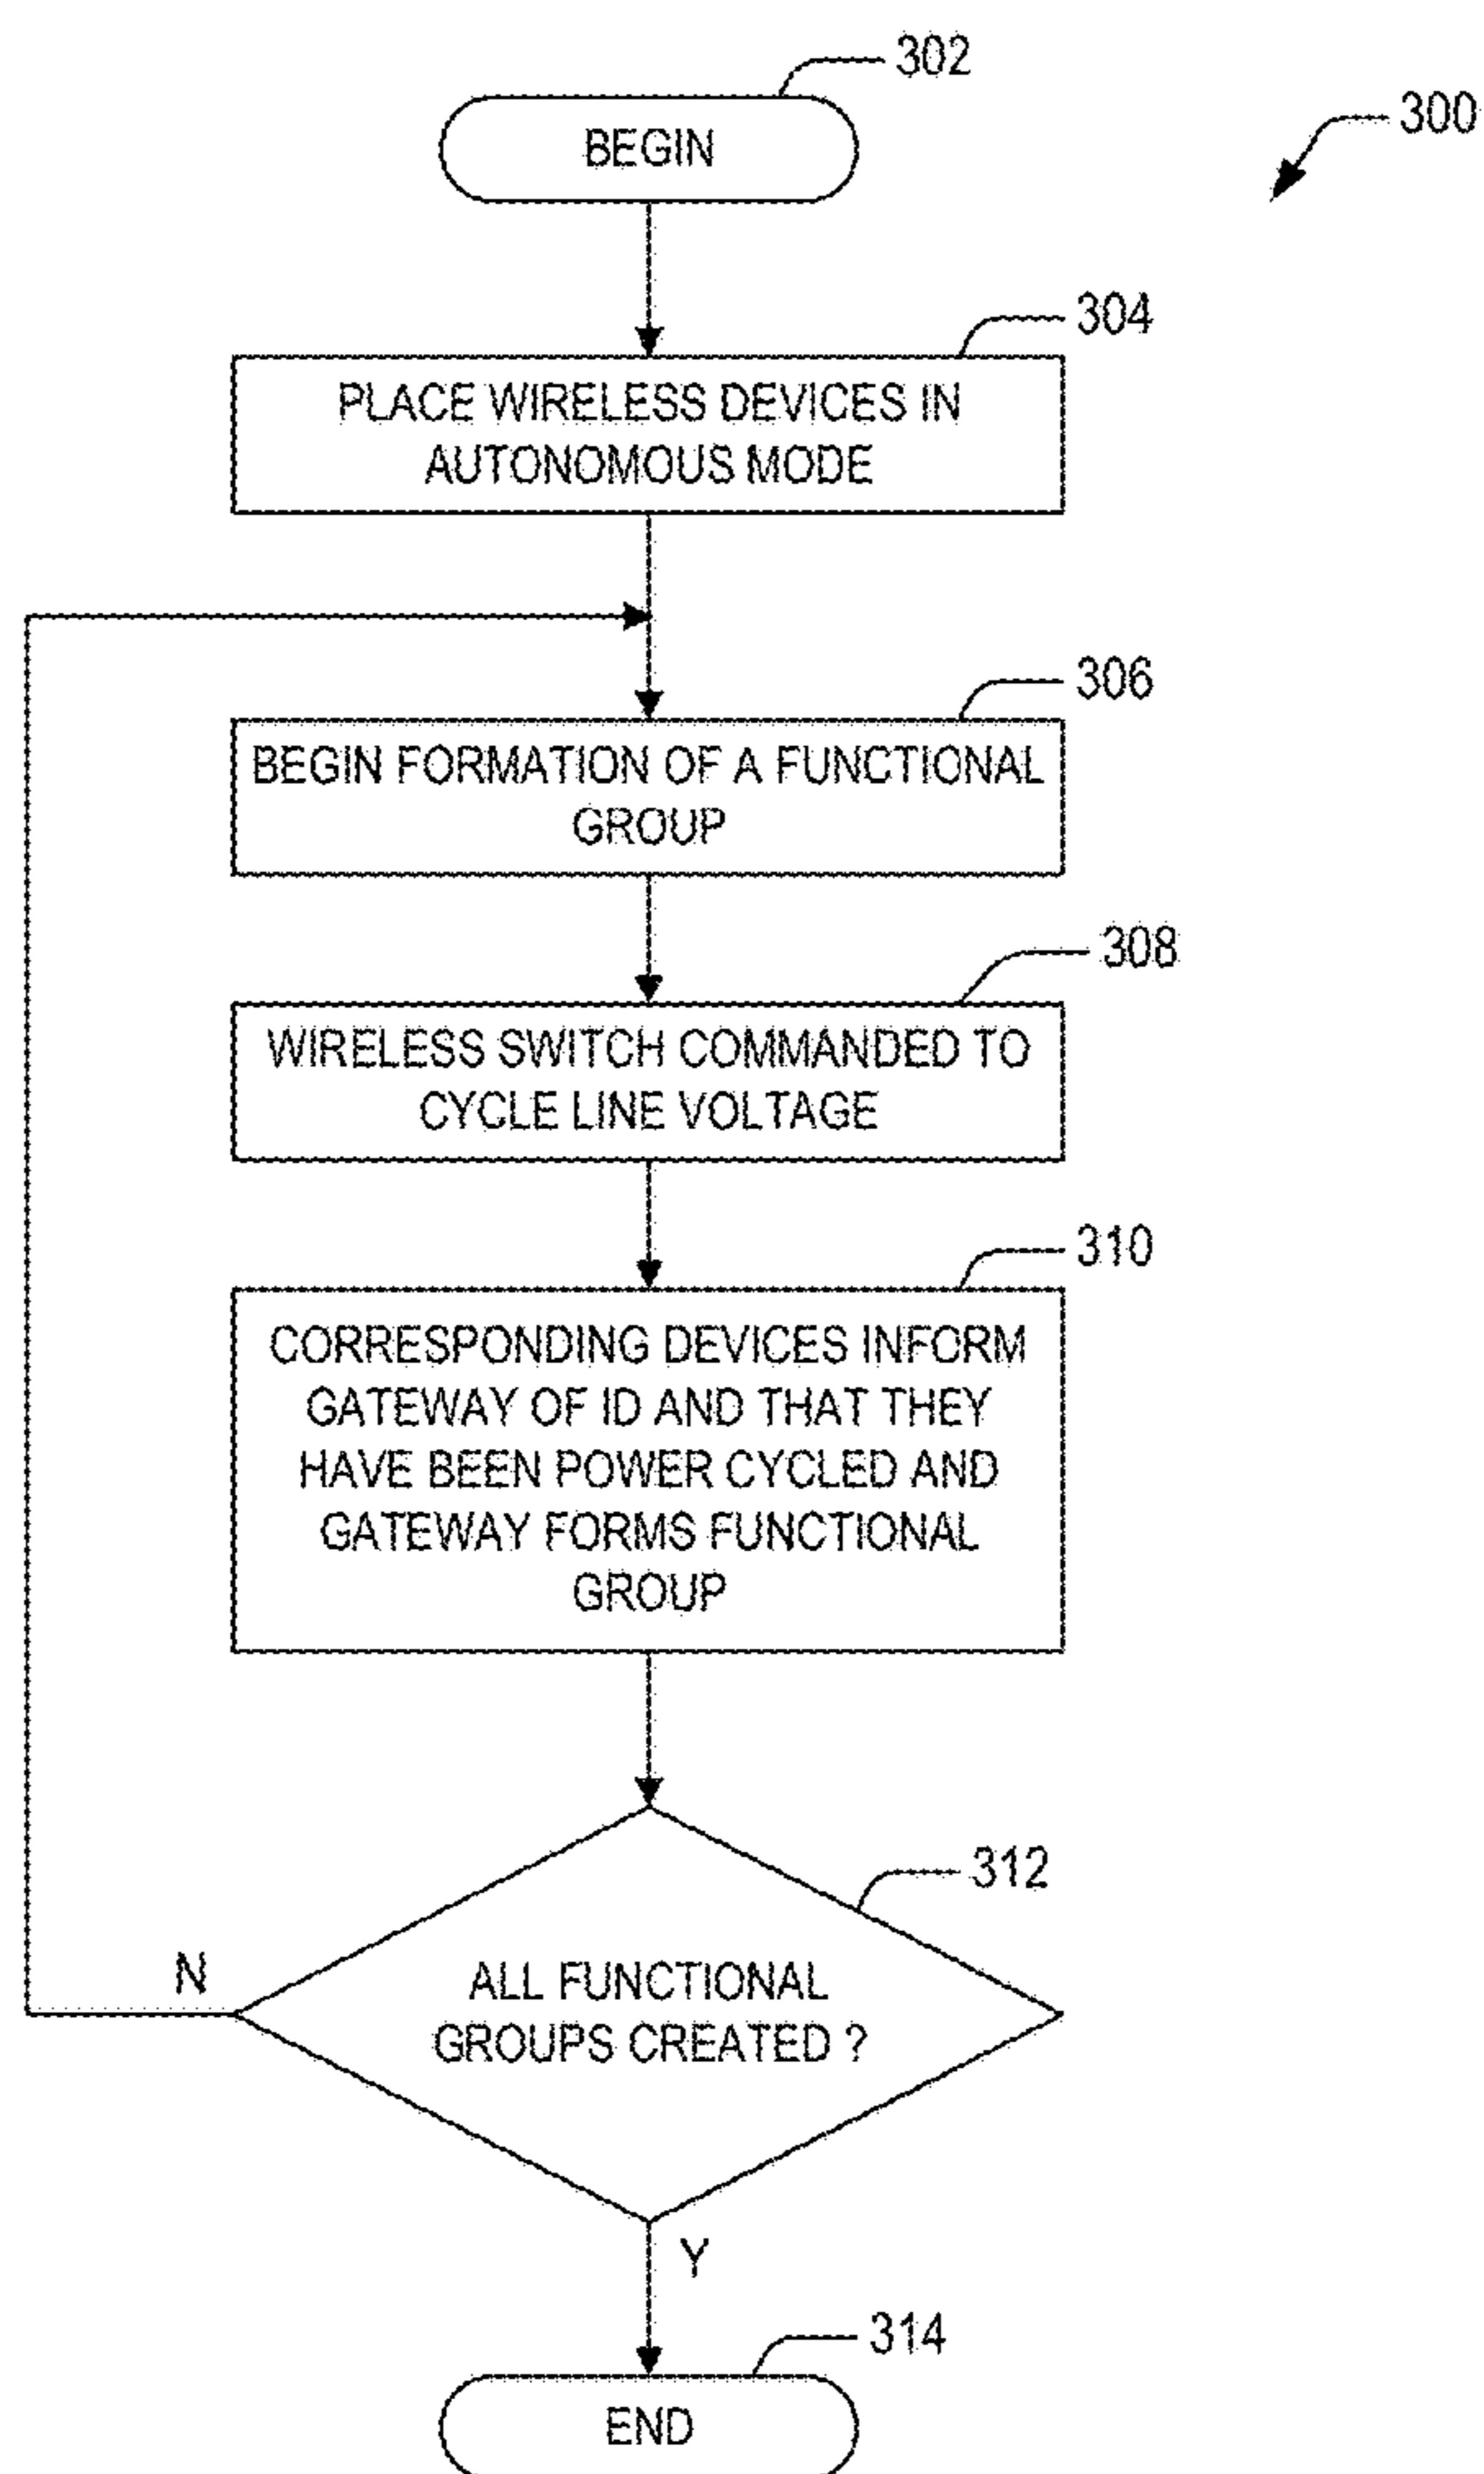 302
BEGIN
300
304
PLACE WIRELESS DEVICES IN
AUTONOMOUS MODE
306
BEGIN FORMATION OF A FUNCTIONAL
GROUP
308
WIRELESS SWITCH COMMANDED TO
CYCLE LINE VOLTAGE
310
CORRESPONDING DEVICES INFORM
GATEWAY OF ID AND THAT THEY
HAVE BEEN POWER CYCLED AND
GATEWAY FORMS FUNCTIONAL
GROUP
312
N
ALL FUNCTIONAL
GROUPS CREATED ?
Y
314
END